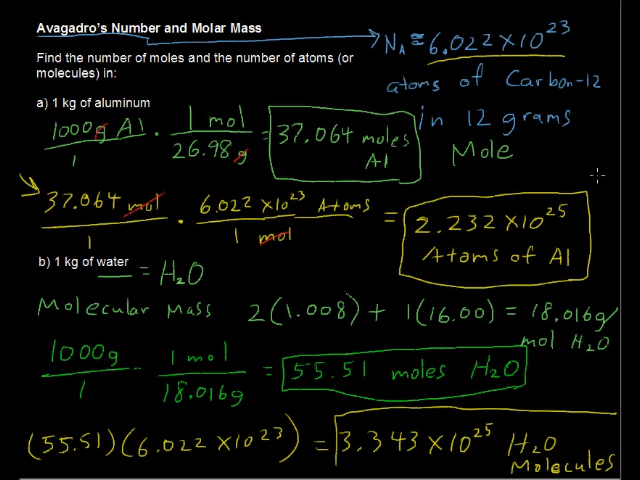 Avagadro's Number and Molar Mass
N_A = 6.022 × 10^23
atoms of Carbon-12
in 12 grams
Mole
Find the number of moles and the number of atoms (or
molecules) in:
a) 1 kg of aluminum
1000g Al / 1 · 1 mol / 26.98 g = 37.064 moles Al
37.064 mol / 1 · 6.022 × 10^23 Atoms / 1 mol = 2.232 × 10^25 Atoms of Al
b) 1 kg of water = H₂O
Molecular Mass 2(1.008) + 1(16.00) = 18.016g/mol H₂O
1000g / 1 · 1 mol / 18.016g = 55.51 moles H₂O
(55.51)(6.022 × 10^23) = 3.343 × 10^25 H₂O Molecules